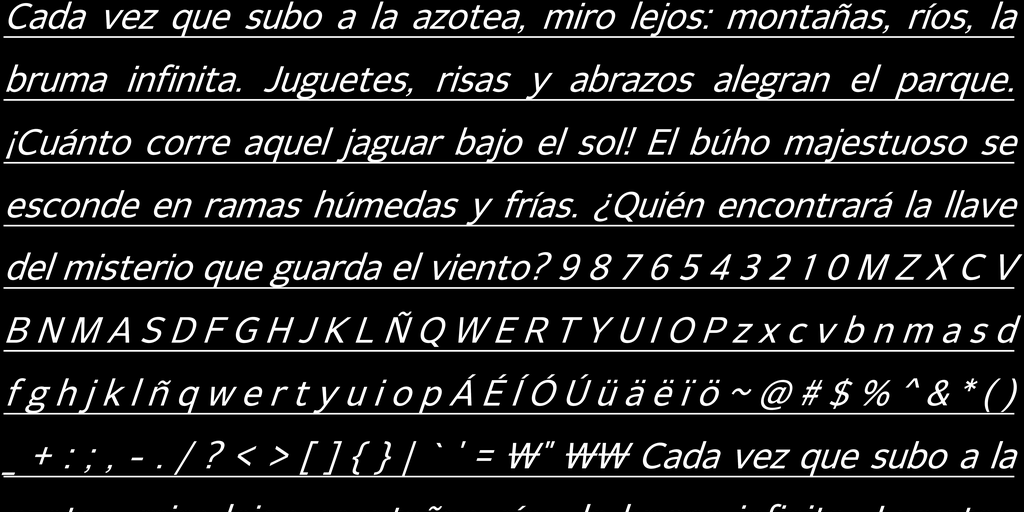 Cada vez que subo a la azotea, miro lejos: montañas, ríos, la
bruma infinita. Juguetes, risas y abrazos alegran el parque.
¡Cuánto corre aquel jaguar bajo el sol! El búho majestuoso se
esconde en ramas húmedas y frías. ¿Quién encontrará la llave
del misterio que guarda el viento? 9 8 7 6 5 4 3 2 1 0 M Z X C V
B N M A S D F G H J K L Ñ Q W E R T Y U I O P z x c v b n m a s d
f g h j k l ñ q w e r t y u i o p Á É Í Ó Ú ü ä ë ï ö ~ @ # $ % ^ & * ( )
_ + : ; , - . / ? < > [ ] { } | ` ' = ₩" ₩₩ Cada vez que subo a la